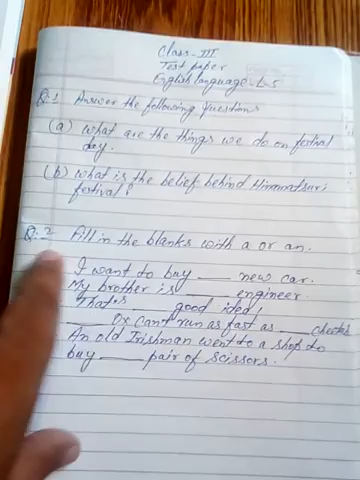 Class-III
Test paper
English language-L-5
Q.1 Answer the following Questions
(a) what are the things we do on festival
day.
(b) what is the belief behind Hinamatsuri
festival?
Q.2 Fill in the blanks with a or an.
I want to buy ___ new car.
My brother is ___ engineer.
That's ___ good idea!
___ Ox can't run as fast as ___ cheetah
An old Irishman went to a shop to
buy ___ pair of scissors.